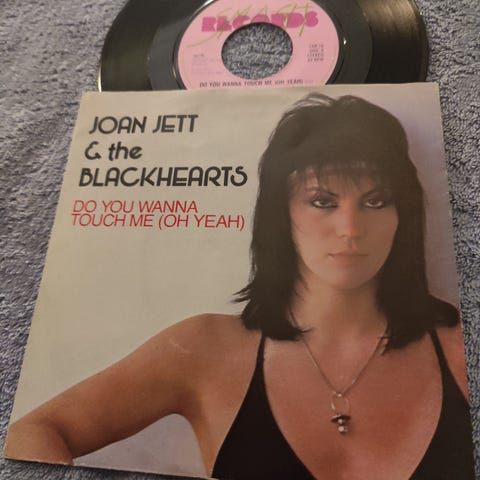 SMASH
RECORDS
DO YOU WANNA TOUCH ME (OH YEAH)
JOAN JETT
& the
BLACKHEARTS
DO YOU WANNA
TOUCH ME (OH YEAH)